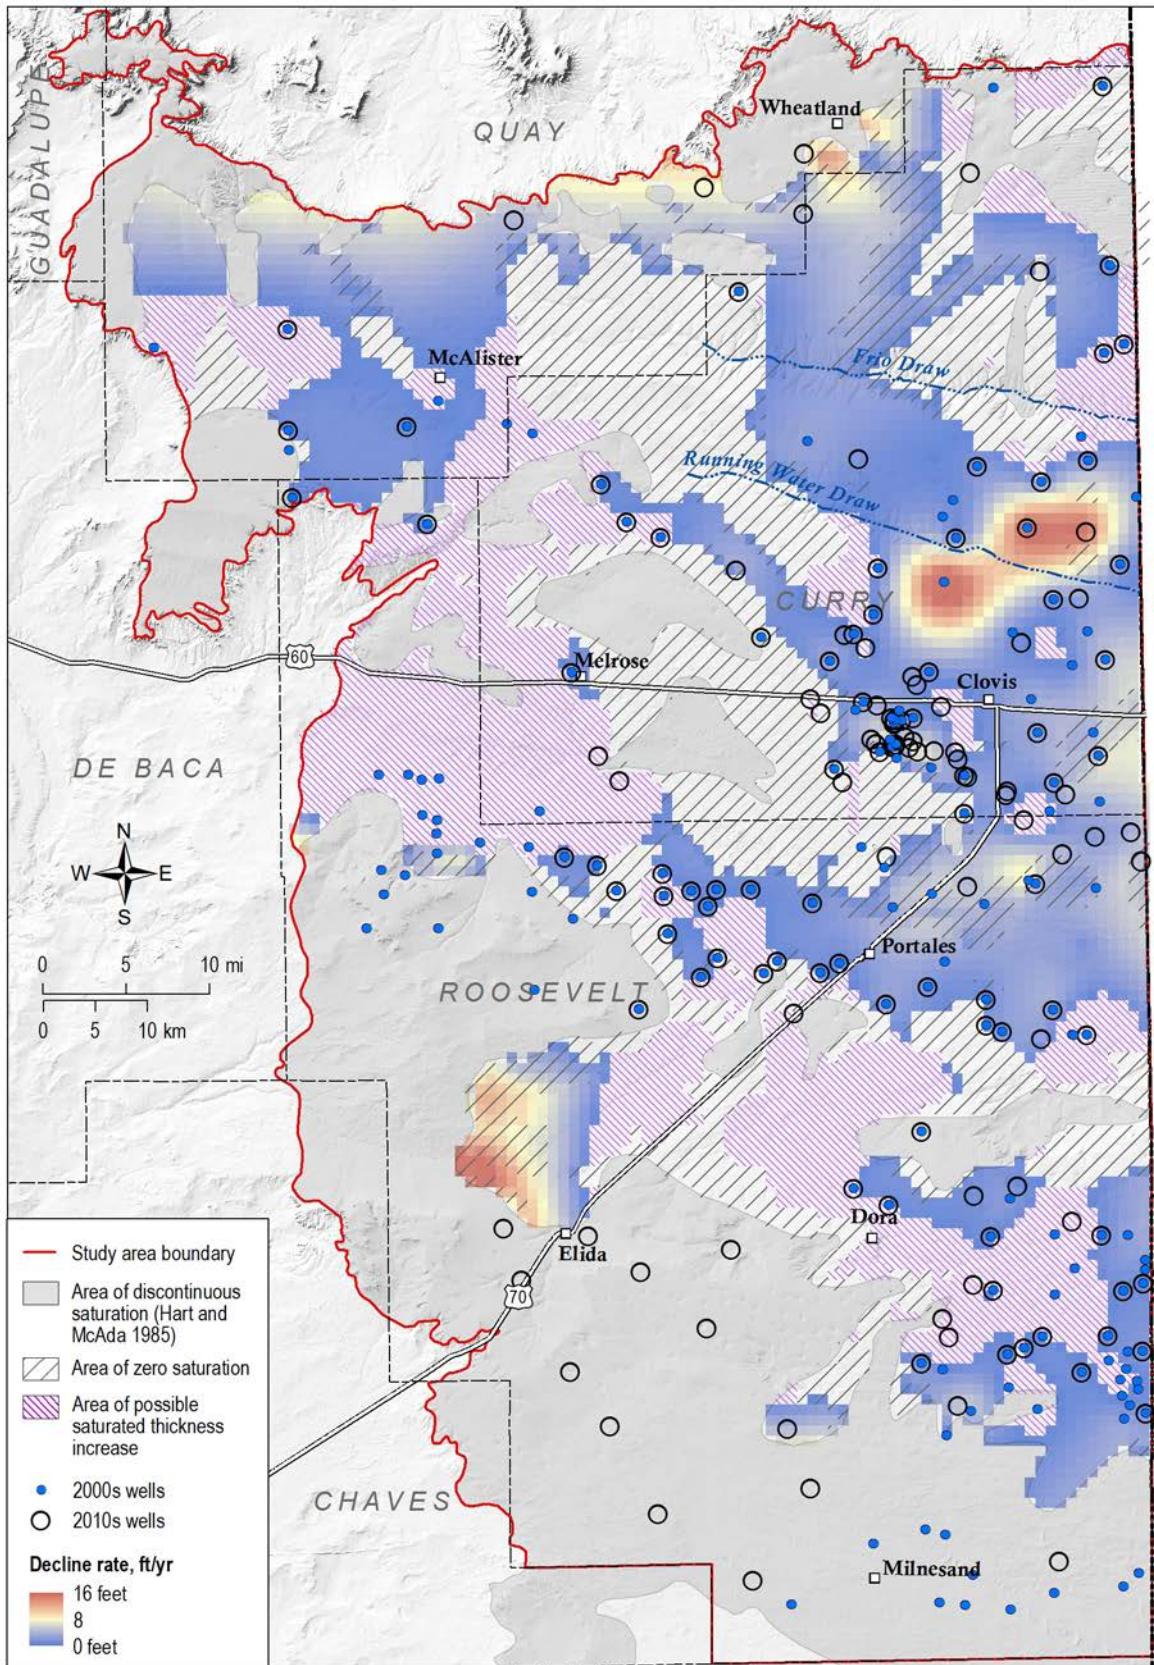 GUADALUPE
QUAY
Wheatland
McAlister
Frio Draw
Running Water Draw
CURRY
60
Melrose
Clovis
DE BACA
N
W E
S
0 5 10 mi
0 5 10 km
Portales
ROOSEVELT
Dora
Elida
70
CHAVES
Milnesand
Study area boundary
Area of discontinuous
saturation (Hart and
McAda 1985)
Area of zero saturation
Area of possible
saturated thickness
increase
2000s wells
2010s wells
Decline rate, ft/yr
16 feet
8
0 feet